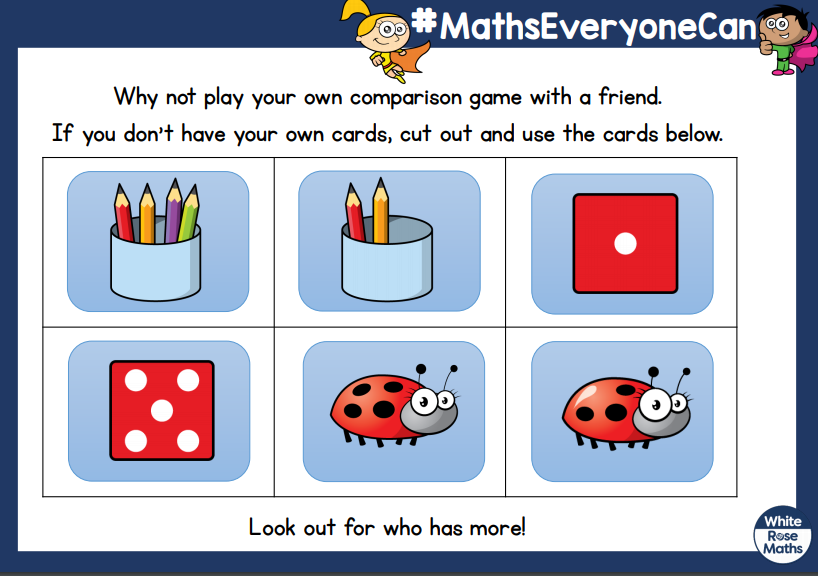 #MathsEveryoneCan
Why not play your own comparison game with a friend.
If you don't have your own cards, cut out and use the cards below.
Look out for who has more!
White
Rose
Maths